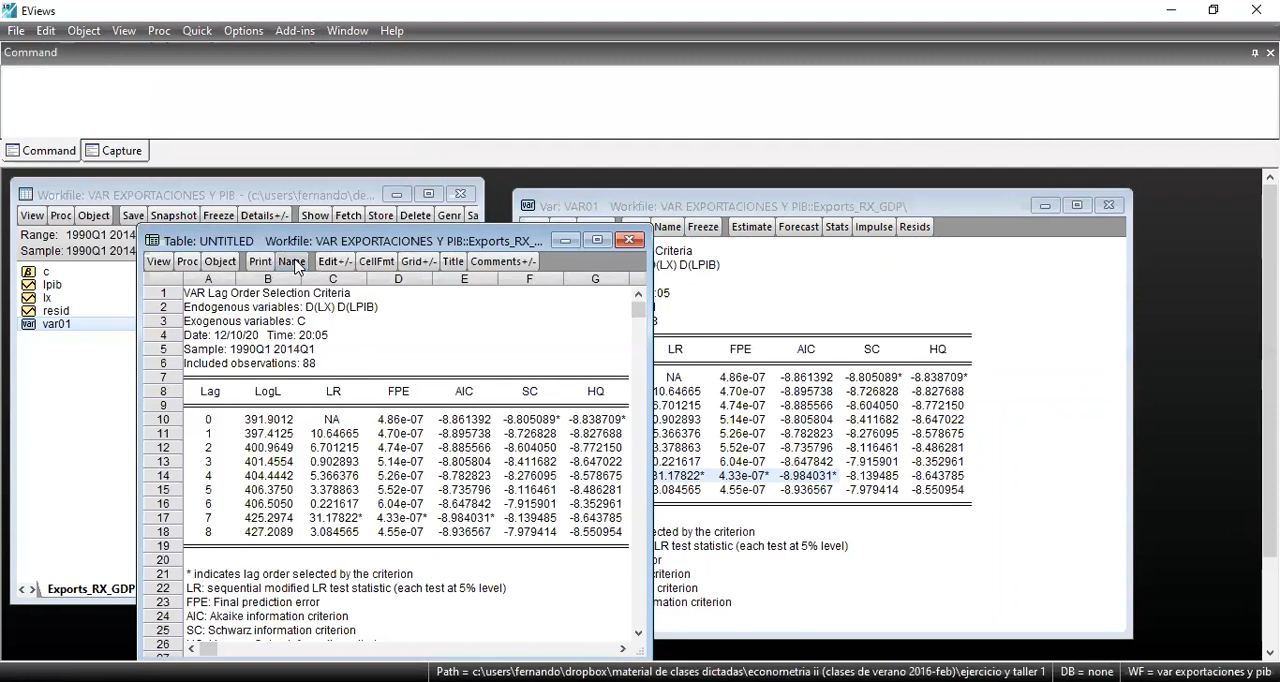 EViews
File Edit Object View Proc Quick Options Add-ins Window Help
Command
Command Capture
Workfile: VAR EXPORTACIONES Y PIB - (c:\users\fernando\de...
View Proc Object Save Snapshot Freeze Details+/- Show Fetch Store Delete Genr Sa
Range: 1990Q1 2014
Sample: 1990Q1 2014
c
lpib
lx
resid
var01
Exports_RX_GDP
Table: UNTITLED Workfile: VAR EXPORTACIONES Y PIB::Exports_RX_...
View Proc Object Print Name Edit+/- CellFmt Grid+/- Title Comments+/-
A B C D E F G
1 VAR Lag Order Selection Criteria
2 Endogenous variables: D(LX) D(LPIB)
3 Exogenous variables: C
4 Date: 12/10/20 Time: 20:05
5 Sample: 1990Q1 2014Q1
6 Included observations: 88
7
8 Lag LogL LR FPE AIC SC HQ
9
10 0 391.9012 NA 4.86e-07 -8.861392 -8.805089* -8.838709*
11 1 397.4125 10.64665 4.70e-07 -8.895738 -8.726828 -8.827688
12 2 400.9649 6.701215 4.74e-07 -8.885566 -8.604050 -8.772150
13 3 401.4554 0.902893 5.14e-07 -8.805804 -8.411682 -8.647022
14 4 404.4442 5.366376 5.26e-07 -8.782823 -8.276095 -8.578675
15 5 406.3750 3.378863 5.52e-07 -8.735796 -8.116461 -8.486281
16 6 406.5050 0.221617 6.04e-07 -8.647842 -7.915901 -8.352961
17 7 425.2974 31.17822* 4.33e-07* -8.984031* -8.139485 -8.643785
18 8 427.2089 3.084565 4.55e-07 -8.936567 -7.979414 -8.550954
19
20
21 * indicates lag order selected by the criterion
22 LR: sequential modified LR test statistic (each test at 5% level)
23 FPE: Final prediction error
24 AIC: Akaike information criterion
25 SC: Schwarz information criterion
26
Var: VAR01 Workfile: VAR EXPORTACIONES Y PIB::Exports_RX_GDP\
Name Freeze Estimate Forecast Stats Impulse Resids
Criteria
D(LX) D(LPIB)
:05
LR FPE AIC SC HQ
NA 4.86e-07 -8.861392 -8.805089* -8.838709*
10.64665 4.70e-07 -8.895738 -8.726828 -8.827688
6.701215 4.74e-07 -8.885566 -8.604050 -8.772150
0.902893 5.14e-07 -8.805804 -8.411682 -8.647022
5.366376 5.26e-07 -8.782823 -8.276095 -8.578675
3.378863 5.52e-07 -8.735796 -8.116461 -8.486281
0.221617 6.04e-07 -8.647842 -7.915901 -8.352961
31.17822* 4.33e-07* -8.984031* -8.139485 -8.643785
3.084565 4.55e-07 -8.936567 -7.979414 -8.550954
ected by the criterion
LR test statistic (each test at 5% level)
or
iterion
criterion
mation criterion
Path = c:\users\fernando\dropbox\material de clases dictadas\econometria ii (clases de verano 2016-feb)\ejercicio y taller 1 DB = none WF = var exportaciones y pib